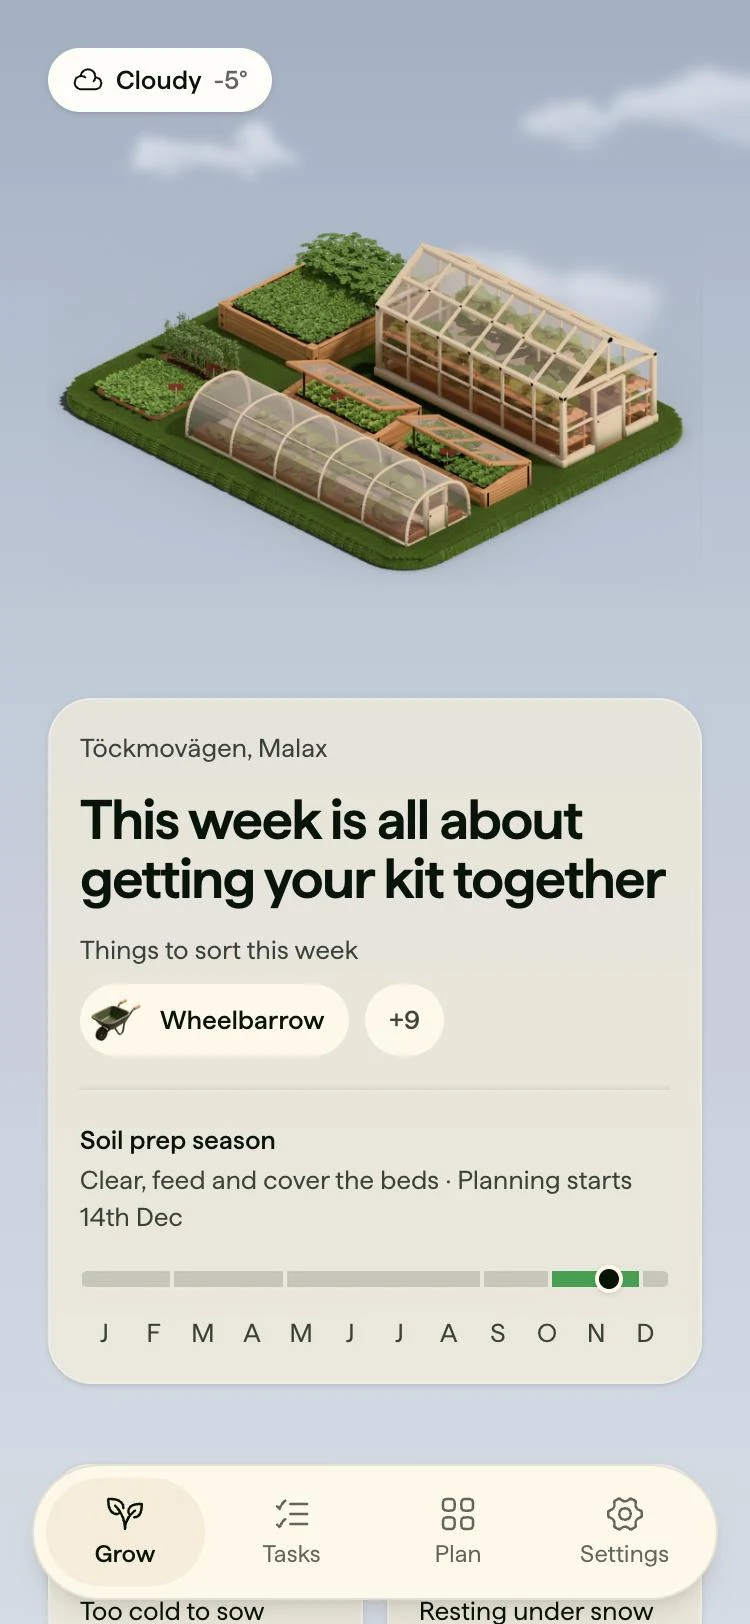 Cloudy -5°
Töckmovägen, Malax
This week is all about
getting your kit together
Things to sort this week
Wheelbarrow +9
Soil prep season
Clear, feed and cover the beds · Planning starts
14th Dec
J F M A M J J A S O N D
Grow Tasks Plan Settings
Too cold to sow Resting under snow